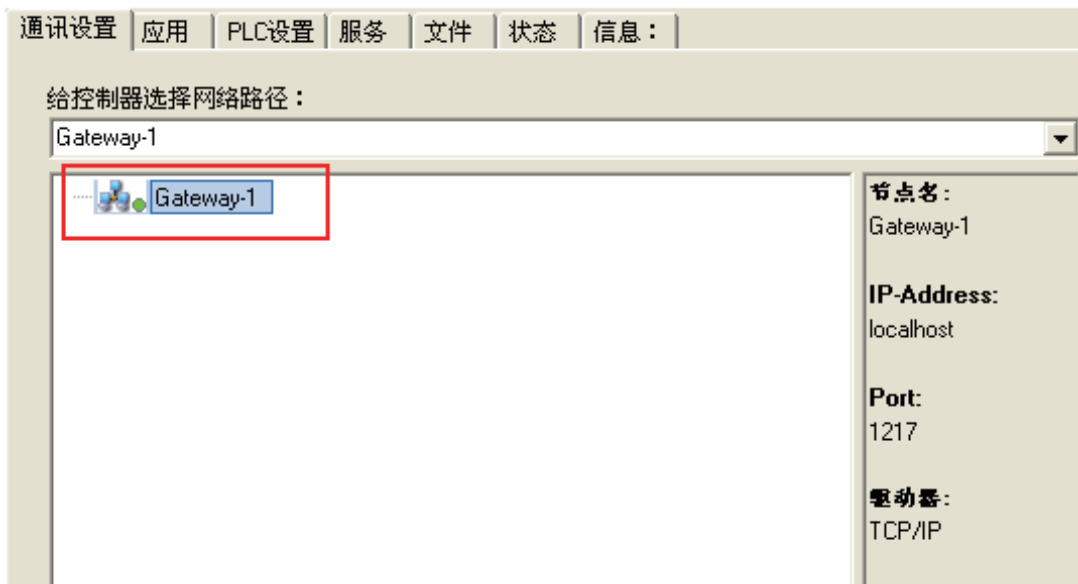 通讯设置 应用 PLC设置 服务 文件 状态 信息：
给控制器选择网络路径：
Gateway-1
Gateway-1
节点名:
Gateway-1
IP-Address:
localhost
Port:
1217
驱动器:
TCP/IP